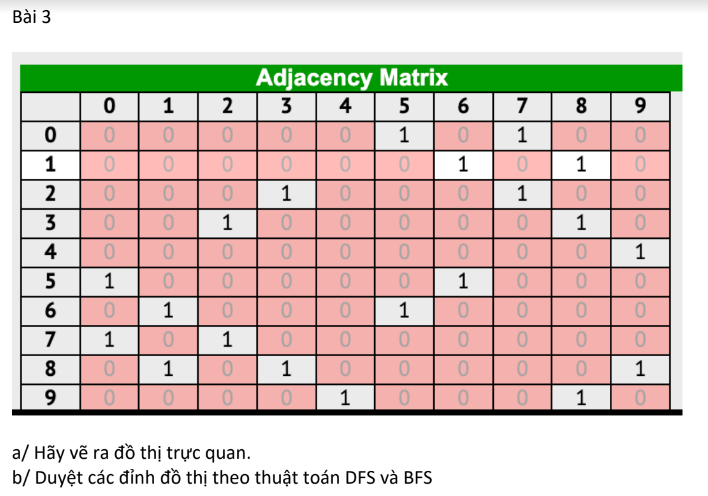 Bài 3
Adjacency Matrix
0 1 2 3 4 5 6 7 8 9
0 0 0 0 0 0 1 0 1 0 0
1 0 0 0 0 0 0 1 0 1 0
2 0 0 0 1 0 0 0 1 0 0
3 0 0 1 0 0 0 0 0 1 0
4 0 0 0 0 0 0 0 0 0 1
5 1 0 0 0 0 0 1 0 0 0
6 0 1 0 0 0 1 0 0 0 0
7 1 0 1 0 0 0 0 0 0 0
8 0 1 0 1 0 0 0 0 0 1
9 0 0 0 0 1 0 0 0 1 0
a/ Hãy vẽ ra đồ thị trực quan.
b/ Duyệt các đỉnh đồ thị theo thuật toán DFS và BFS